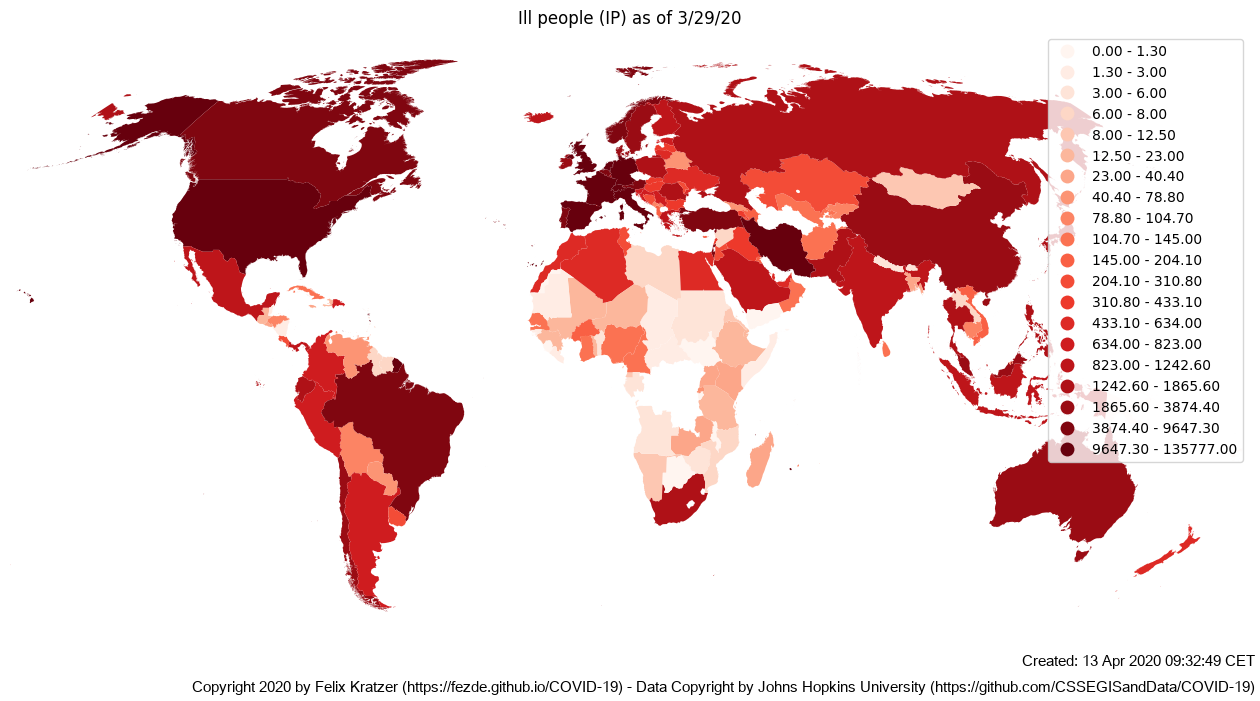 Ill people (IP) as of 3/29/20
0.00 - 1.30
1.30 - 3.00
3.00 - 6.00
6.00 - 8.00
8.00 - 12.50
12.50 - 23.00
23.00 - 40.40
40.40 - 78.80
78.80 - 104.70
104.70 - 145.00
145.00 - 204.10
204.10 - 310.80
310.80 - 433.10
433.10 - 634.00
634.00 - 823.00
823.00 - 1242.60
1242.60 - 1865.60
1865.60 - 3874.40
3874.40 - 9647.30
9647.30 - 135777.00
Created: 13 Apr 2020 09:32:49 CET
Copyright 2020 by Felix Kratzer (https://fezde.github.io/COVID-19) - Data Copyright by Johns Hopkins University (https://github.com/CSSEGISandData/COVID-19)